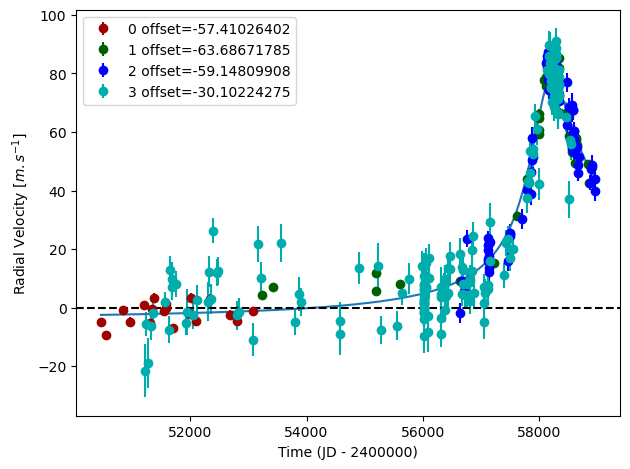 0 offset=-57.41026402
1 offset=-63.68671785
2 offset=-59.14809908
3 offset=-30.10224275
100
80
60
40
20
0
−20
Radial Velocity [m.s⁻¹]
52000 54000 56000 58000
Time (JD - 2400000)